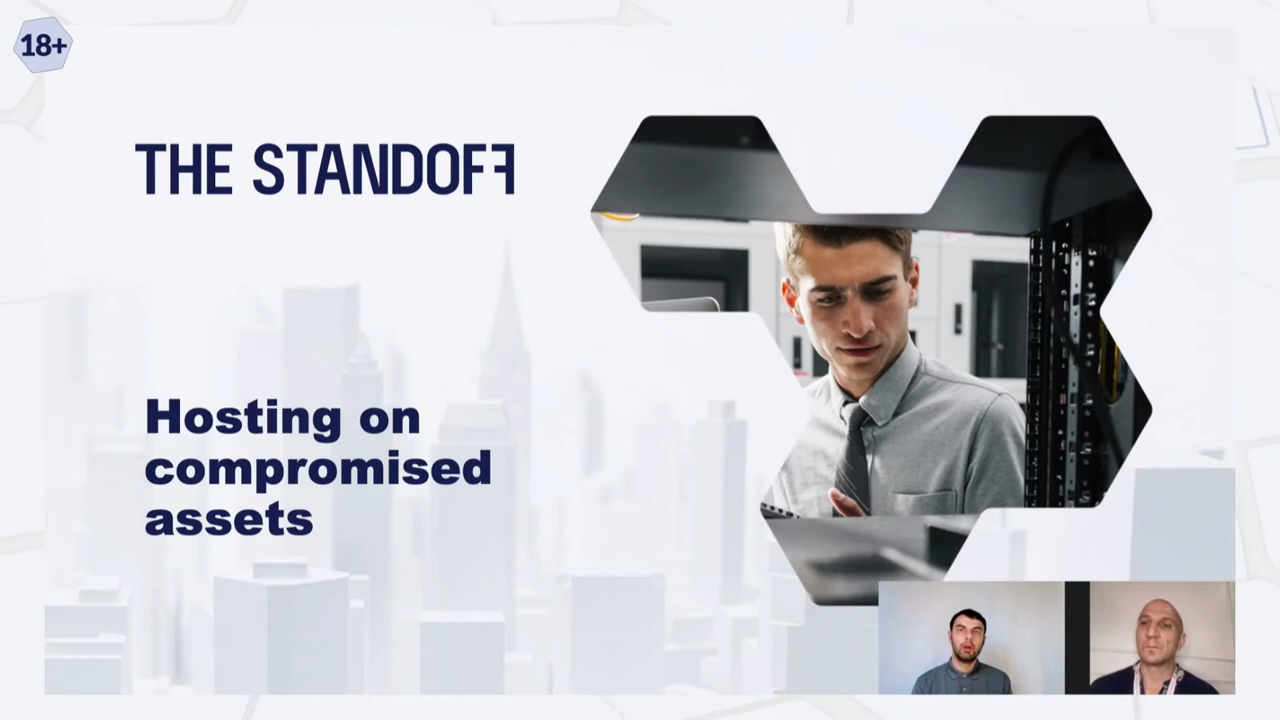 18+
THE STANDOFF
Hosting on
compromised
assets